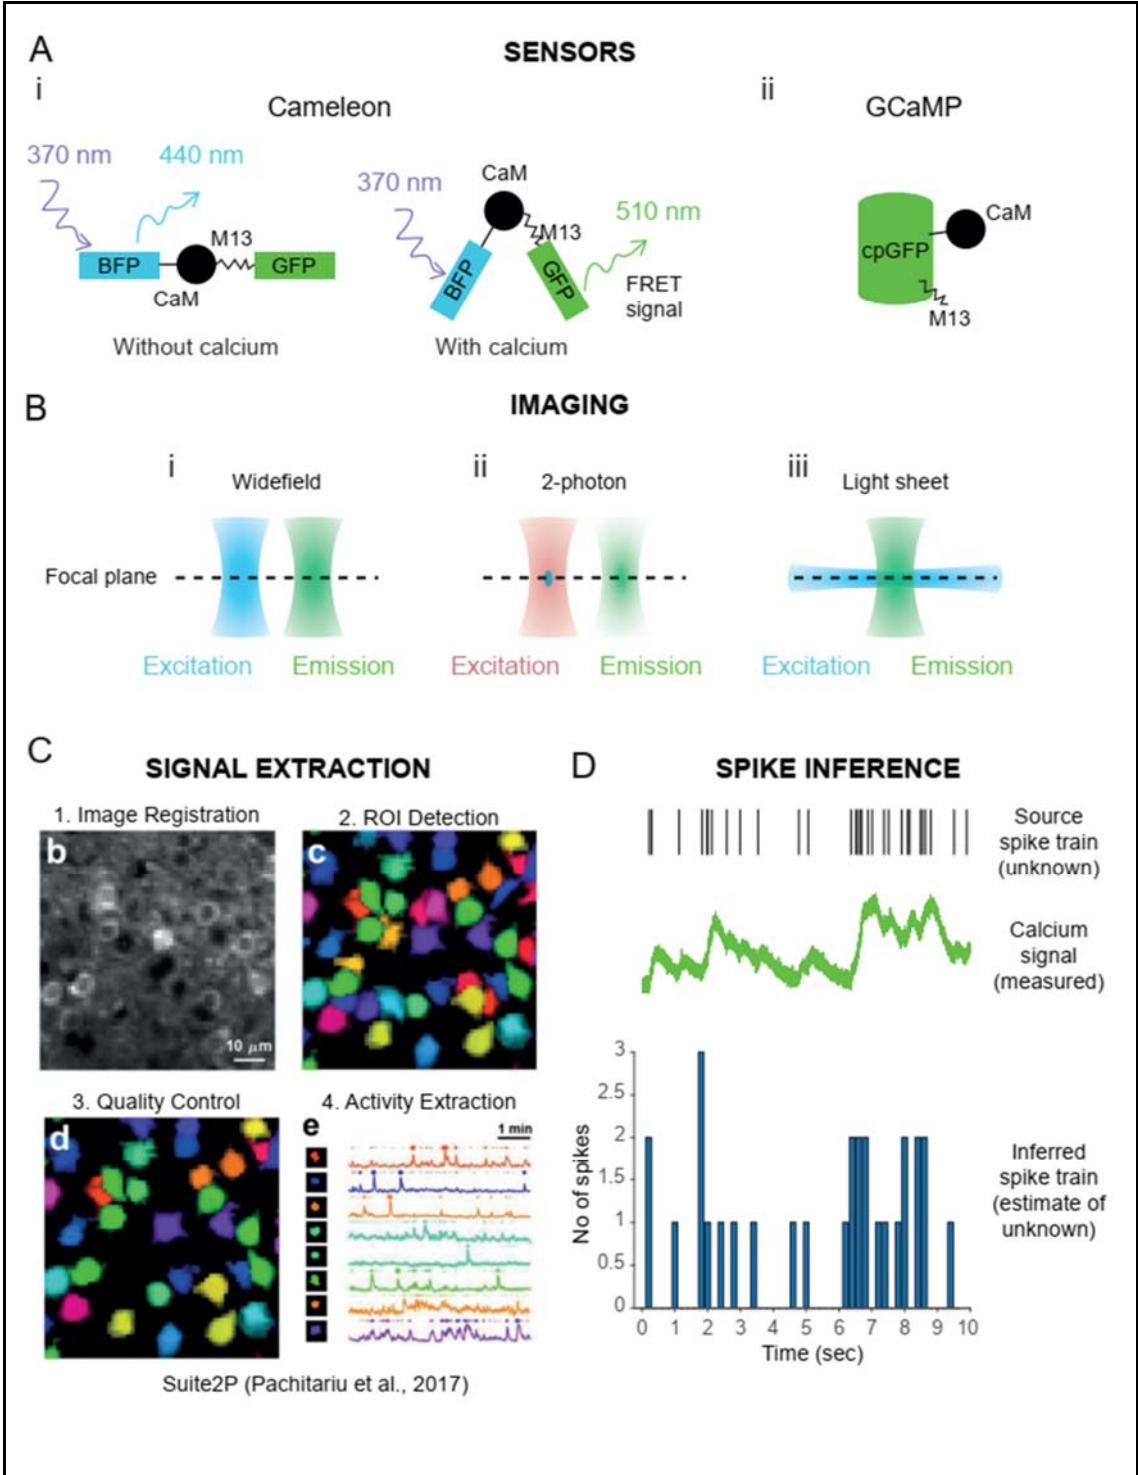 A
SENSORS
i
Cameleon
370 nm
440 nm
BFP
M13
GFP
CaM
Without calcium
370 nm
CaM
M13
510 nm
BFP
GFP
FRET
signal
With calcium
ii
GCaMP
cpGFP
CaM
M13
B
IMAGING
i
Widefield
ii
2-photon
iii
Light sheet
Focal plane
Excitation
Emission
Excitation
Emission
Excitation
Emission
C
SIGNAL EXTRACTION
1. Image Registration
b
10 μm
2. ROI Detection
c
3. Quality Control
d
4. Activity Extraction
e
1 min
Suite2P (Pachitariu et al., 2017)
D
SPIKE INFERENCE
Source
spike train
(unknown)
Calcium
signal
(measured)
3
2.5
2
1.5
1
0.5
0
No of spikes
0 1 2 3 4 5 6 7 8 9 10
Time (sec)
Inferred
spike train
(estimate of
unknown)